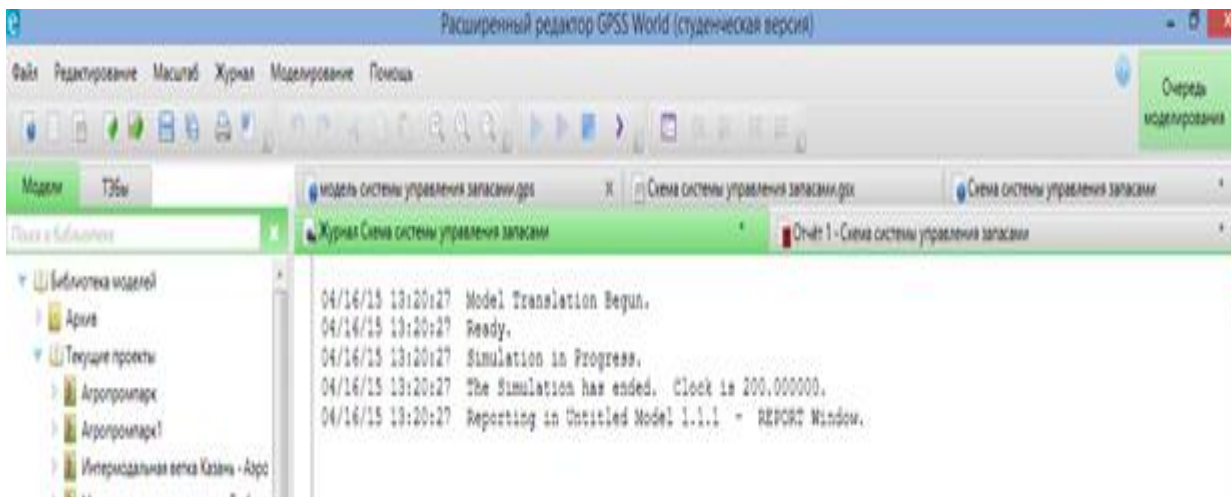 Расширенный редактор GPSS World (студенческая версия)
Файл Редактирование Масштаб Журнал Моделирование Помощь
Очередь
моделирования
Модели ТЭБы
модель системы управления запасами.gps x Схема системы управления запасами.gsx Схема системы управления запасами
Поиск в библиотеке
Журнал Схема системы управления запасами Отчёт 1 - Схема системы управления запасами
Библиотека моделей
Архив
Текущие проекты
Агропромпарк
Агропромпарк1
Интермодальная ветка Казань - Аэро
04/16/15 13:20:27 Model Translation Begun.
04/16/15 13:20:27 Ready.
04/16/15 13:20:27 Simulation in Progress.
04/16/15 13:20:27 The Simulation has ended. Clock is 200.000000.
04/16/15 13:20:27 Reporting in Untitled Model 1.1.1 - REPORT Window.